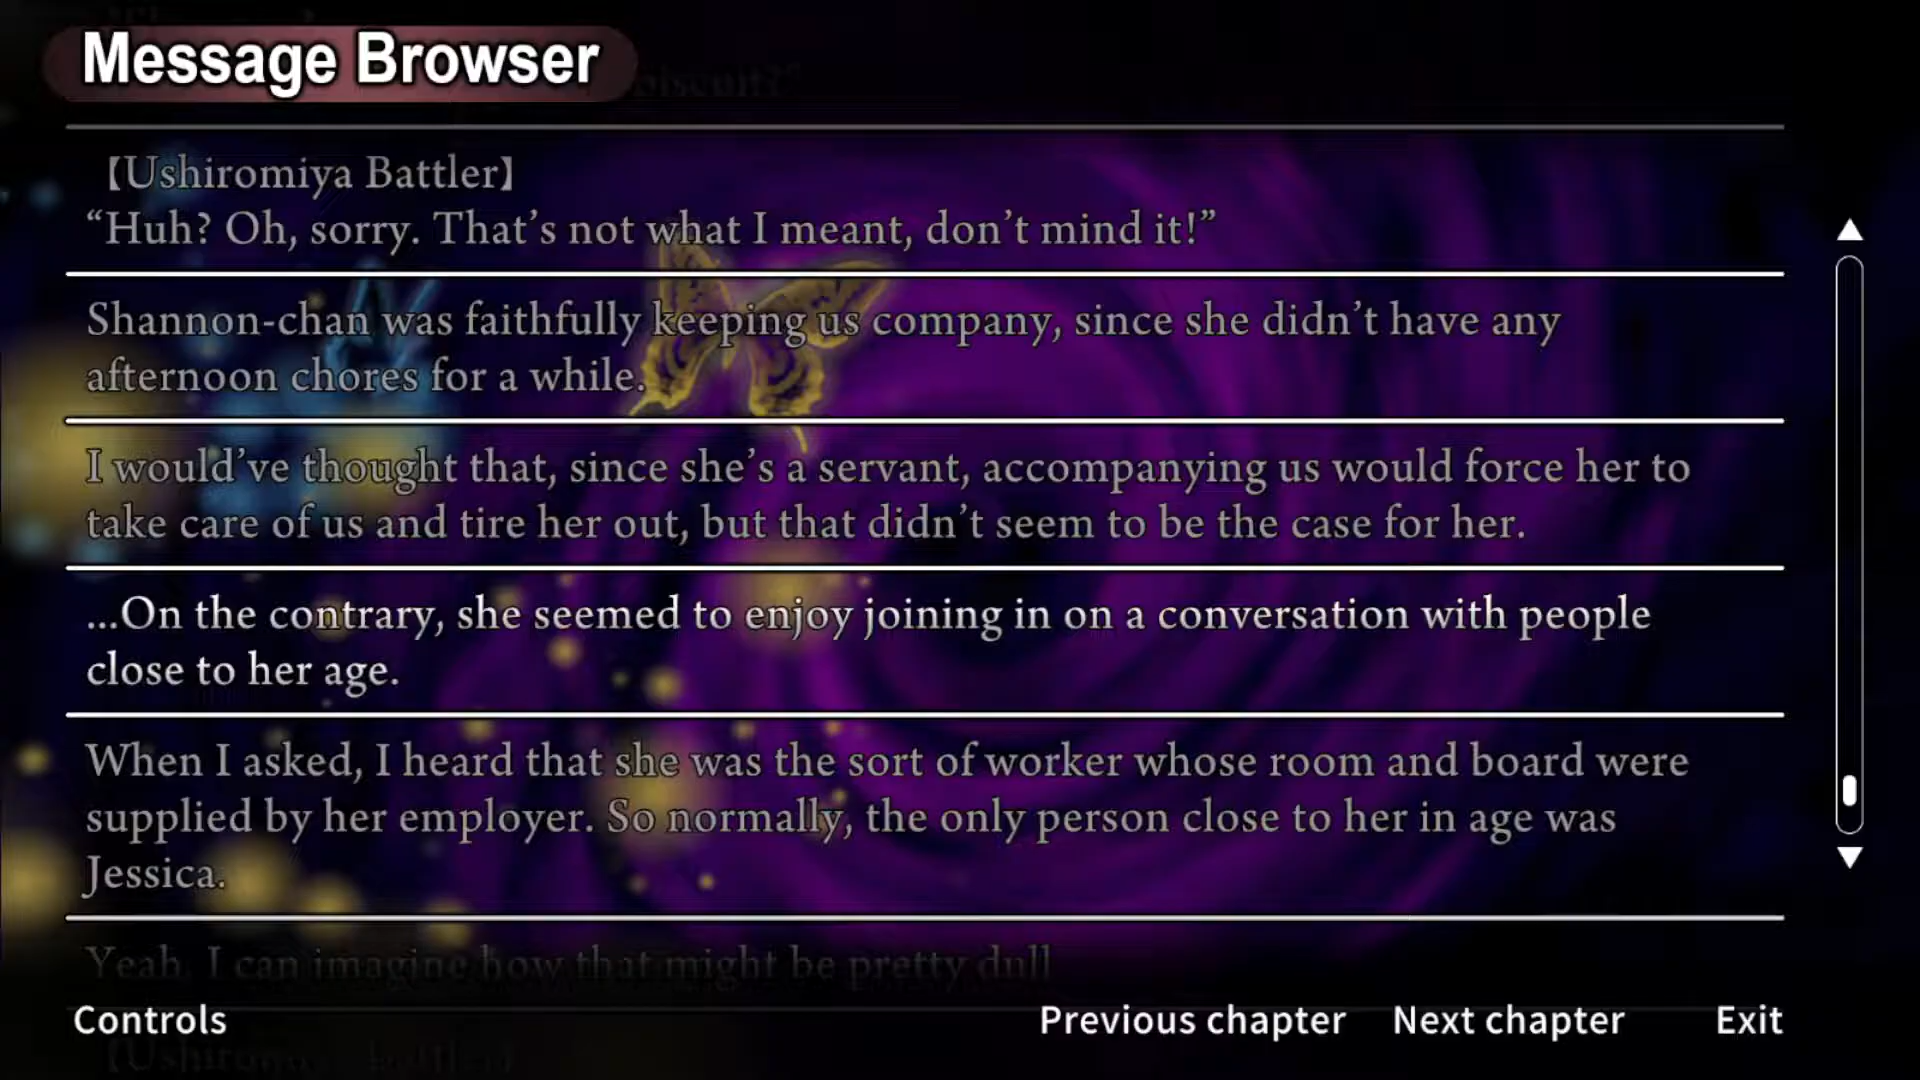 Message Browser
biscuit?”
【Ushiromiya Battler】
“Huh? Oh, sorry. That’s not what I meant, don’t mind it!”
Shannon-chan was faithfully keeping us company, since she didn’t have any
afternoon chores for a while.
I would’ve thought that, since she’s a servant, accompanying us would force her to
take care of us and tire her out, but that didn’t seem to be the case for her.
...On the contrary, she seemed to enjoy joining in on a conversation with people
close to her age.
When I asked, I heard that she was the sort of worker whose room and board were
supplied by her employer. So normally, the only person close to her in age was
Jessica.
Yeah, I can imagine how that might be pretty dull
Controls
Previous chapter
Next chapter
Exit
【Ushiromiya Battler】